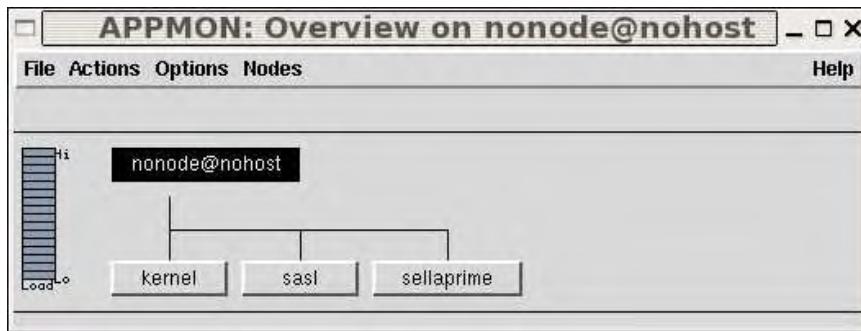 APPMON: Overview on nonode@nohost
File Actions Options Nodes Help
Hi
nonode@nohost
Lo
Load
kernel sasl sellaprime